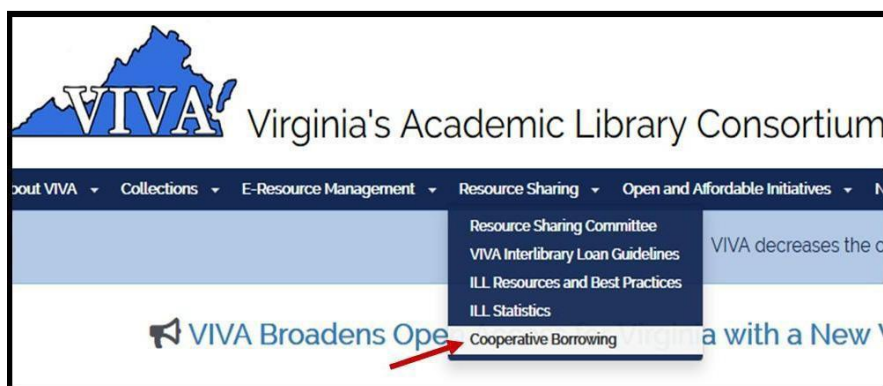 VIVA
Virginia's Academic Library Consortium
out VIVA Collections E-Resource Management Resource Sharing Open and Affordable Initiatives N
Resource Sharing Committee
VIVA Interlibrary Loan Guidelines
VIVA decreases the c
ILL Resources and Best Practices
ILL Statistics
VIVA Broadens Ope Virginia with a New V
Cooperative Borrowing